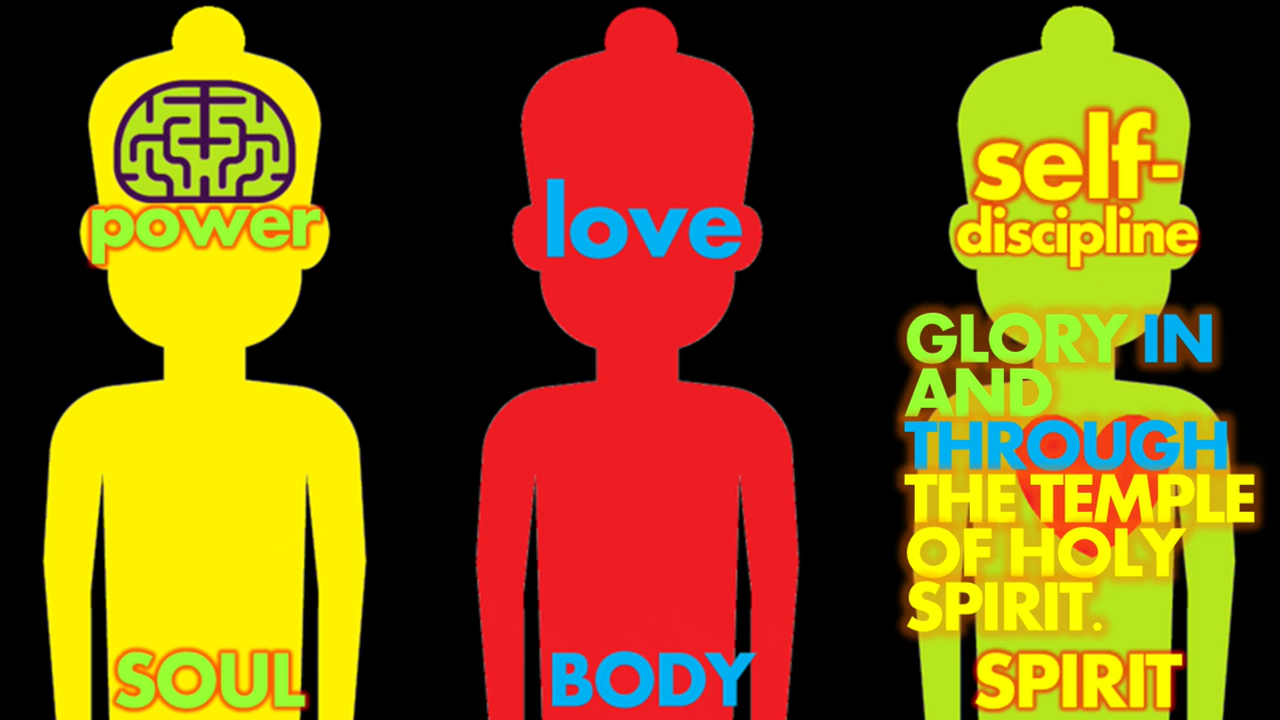 power
SOUL
love
BODY
self-
discipline
GLORY IN
AND
THROUGH
THE TEMPLE
OF HOLY
SPIRIT.
SPIRIT